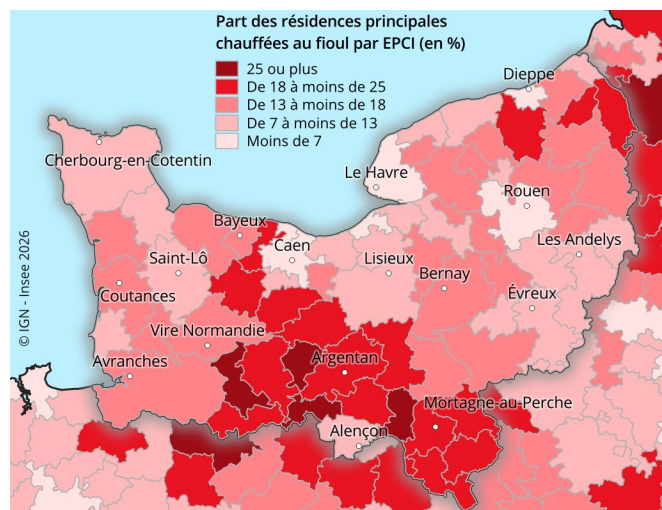 Part des résidences principales
chauffées au fioul par EPCI (en %)
25 ou plus
De 18 à moins de 25
De 13 à moins de 18
De 7 à moins de 13
Moins de 7
Dieppe
Cherbourg-en-Cotentin
Le Havre
Rouen
Bayeux
Caen
Les Andelys
Saint-Lô
Lisieux
Bernay
Coutances
Évreux
Vire Normandie
Avranches
Argentan
Mortagne-au-Perche
Alençon
© IGN - Insee 2026